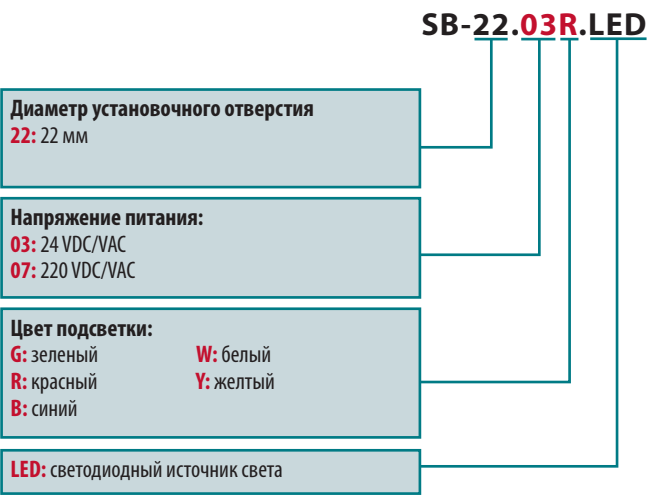 SB-22.03R.LED
Диаметр установочного отверстия
22: 22 мм
Напряжение питания:
03: 24 VDC/VAC
07: 220 VDC/VAC
Цвет подсветки:
G: зеленый W: белый
R: красный Y: желтый
B: синий
LED: светодиодный источник света